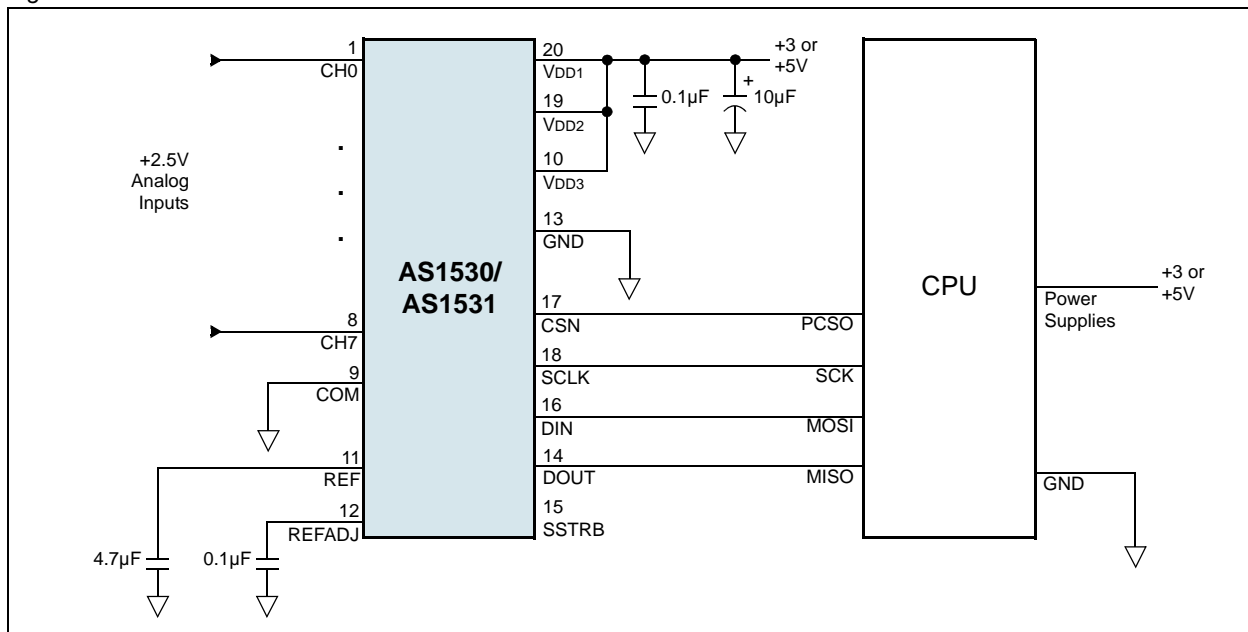 1
CH0
+2.5V
Analog
Inputs
8
CH7
9
COM
11
REF
12
REFADJ
4.7µF
0.1µF
AS1530/
AS1531
20
VDD1
19
VDD2
10
VDD3
13
GND
17
CSN
18
SCLK
16
DIN
14
DOUT
15
SSTRB
0.1µF
+
10µF
+3 or
+5V
PCSO
SCK
MOSI
MISO
CPU
Power
Supplies
+3 or
+5V
GND